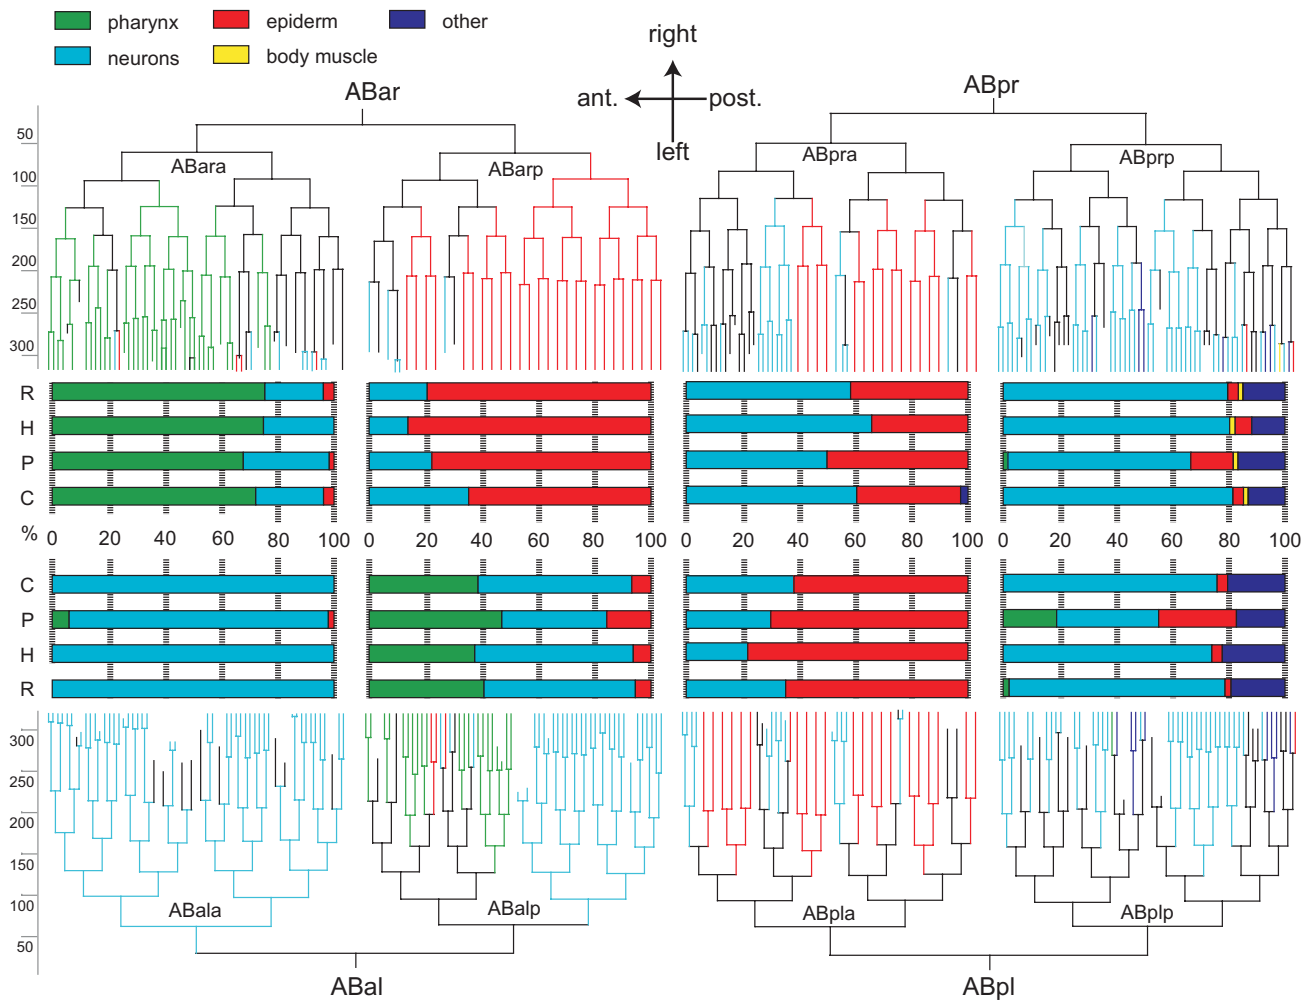 pharynx epiderm other
neurons body muscle
right
ant. post.
left
ABar ABpr
ABara ABarp ABpra ABprp
50
100
150
200
250
300
R
H
P
C
% 0 20 40 60 80 100 0 20 40 60 80 100 0 20 40 60 80 100 0 20 40 60 80 100
C
P
H
R
300
250
200
150
100
50
ABala ABalp ABpla ABplp
ABal ABpl